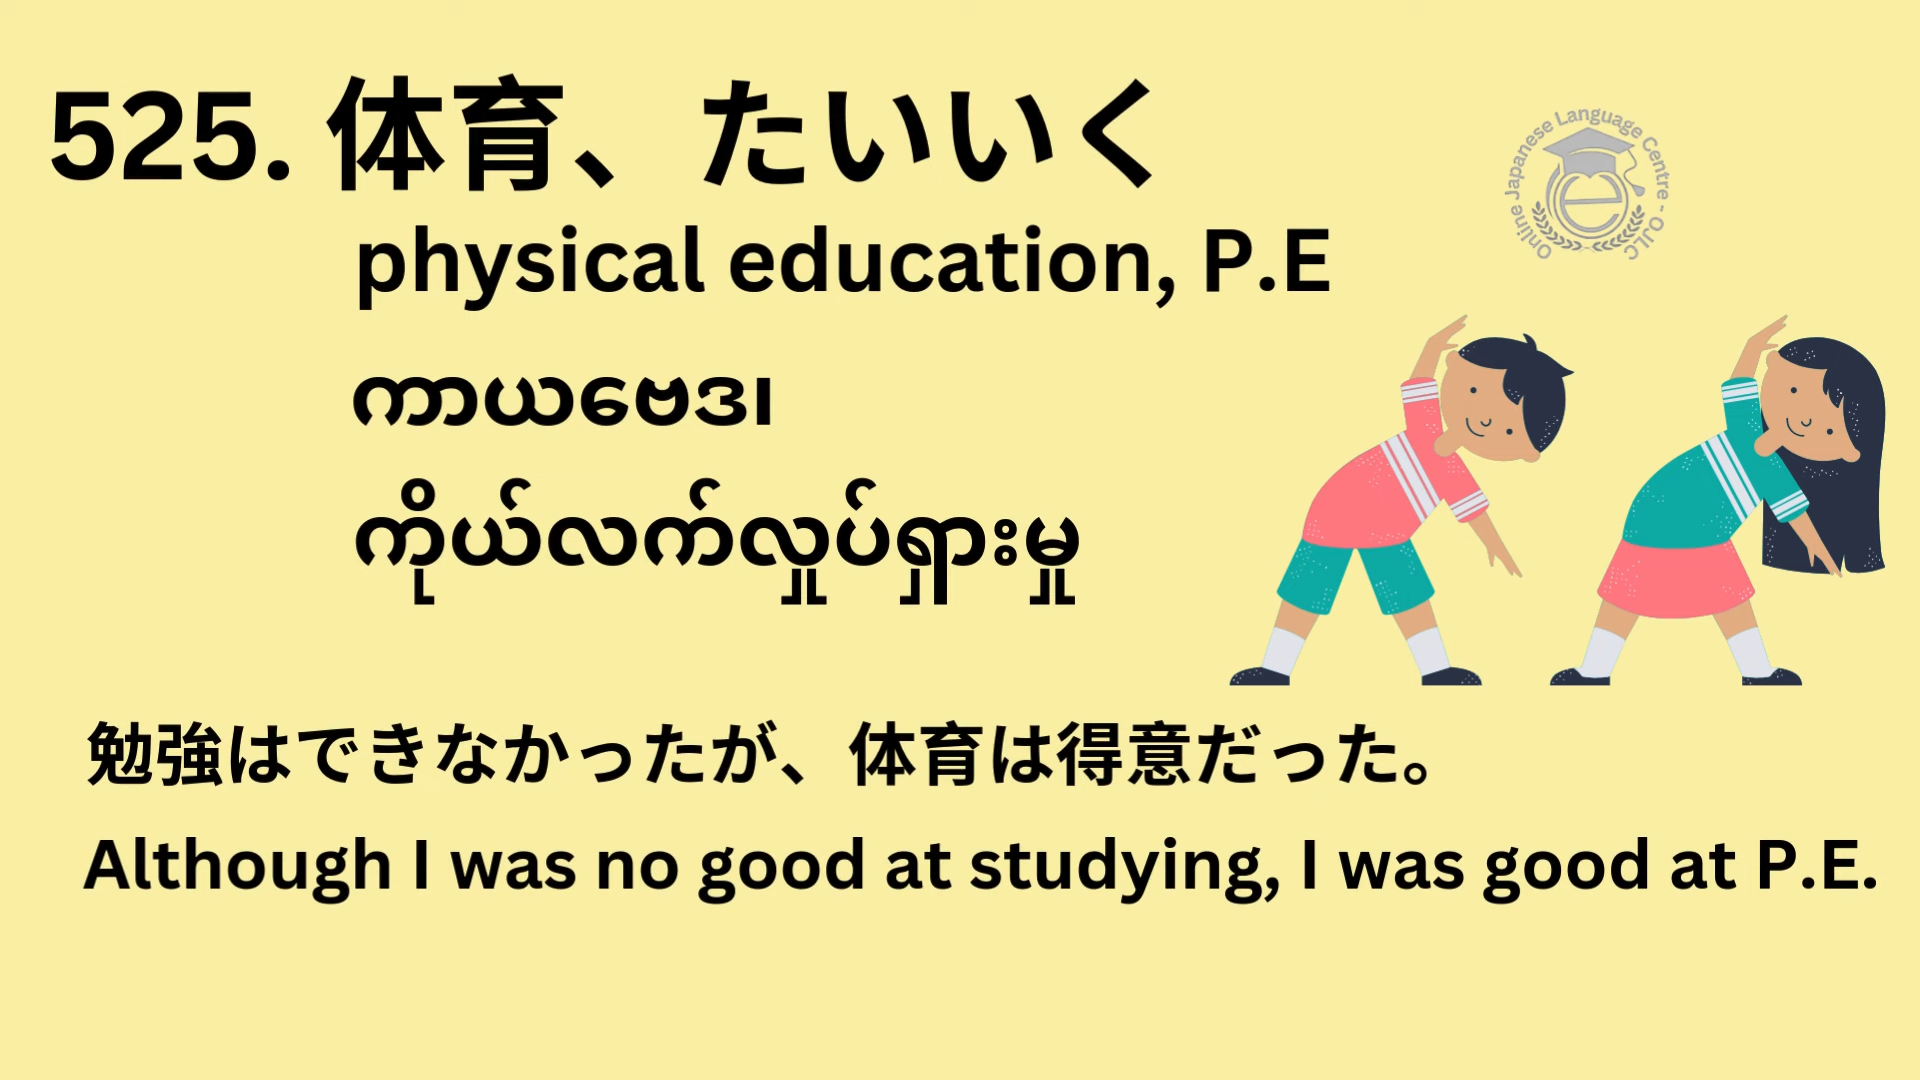 525. 体育、たいいく
physical education, P.E
ကာယဗေဒ၊
ကိုယ်လက်လှုပ်ရှားမှု
勉強はできなかったが、体育は得意だった。
Although I was no good at studying, I was good at P.E.
Online Japanese Language Centre - OJLC